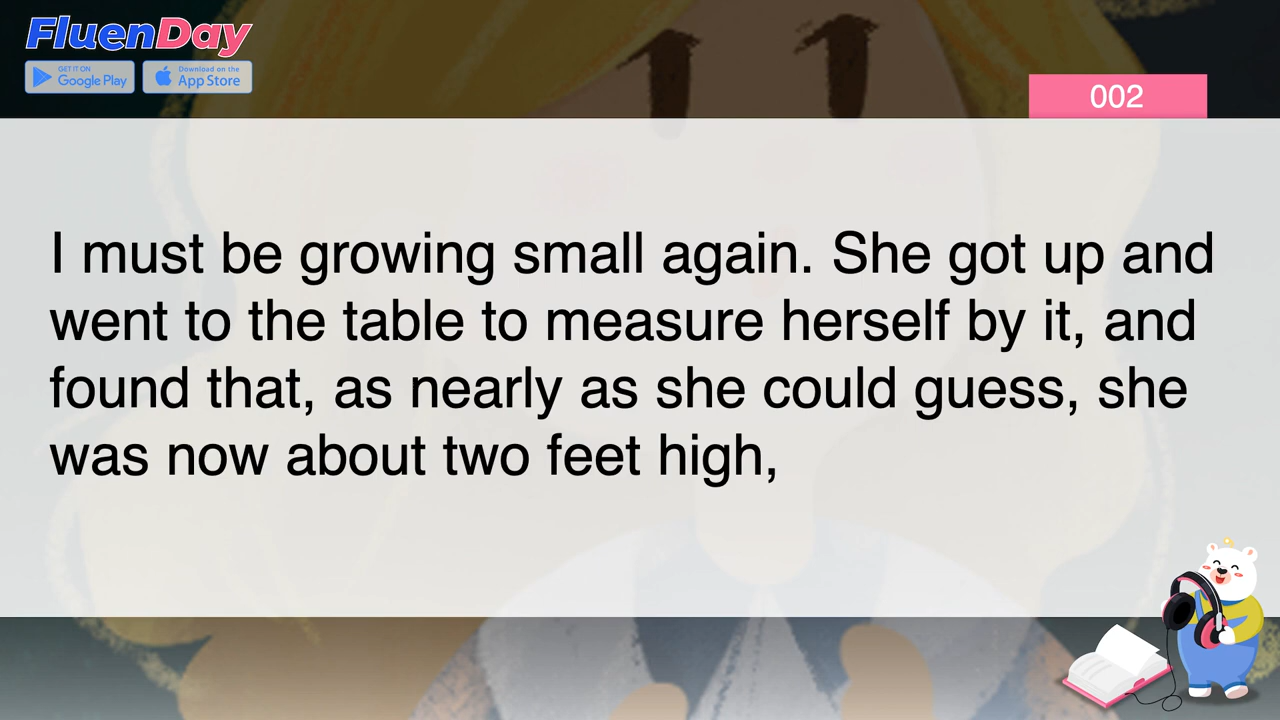 FluenDay
GET IT ON
Google Play
Download on the
App Store
002
I must be growing small again. She got up and
went to the table to measure herself by it, and
found that, as nearly as she could guess, she
was now about two feet high,